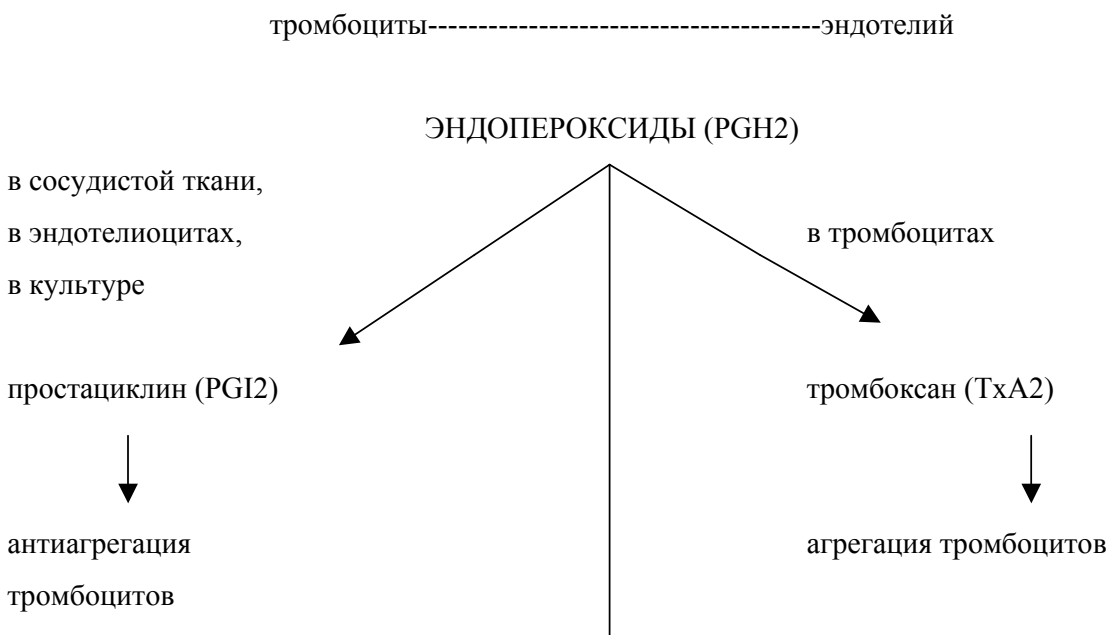 тромбоциты-------------------------------------эндотелий
ЭНДОПЕРОКСИДЫ (PGH2)
в сосудистой ткани,
в эндотелиоцитах,
в культуре
в тромбоцитах
простациклин (PGI2)
тромбоксан (TxA2)
антиагрегация
тромбоцитов
агрегация тромбоцитов